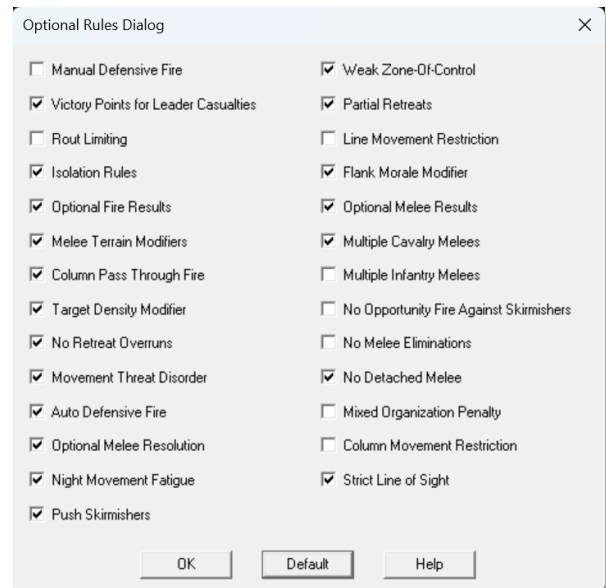 Optional Rules Dialog
Manual Defensive Fire
Victory Points for Leader Casualties
Rout Limiting
Isolation Rules
Optional Fire Results
Melee Terrain Modifiers
Column Pass Through Fire
Target Density Modifier
No Retreat Overruns
Movement Threat Disorder
Auto Defensive Fire
Optional Melee Resolution
Night Movement Fatigue
Push Skirmishers
Weak Zone-Of-Control
Partial Retreats
Line Movement Restriction
Flank Morale Modifier
Optional Melee Results
Multiple Cavalry Melees
Multiple Infantry Melees
No Opportunity Fire Against Skirmishers
No Melee Eliminations
No Detached Melee
Mixed Organization Penalty
Column Movement Restriction
Strict Line of Sight
OK
Default
Help